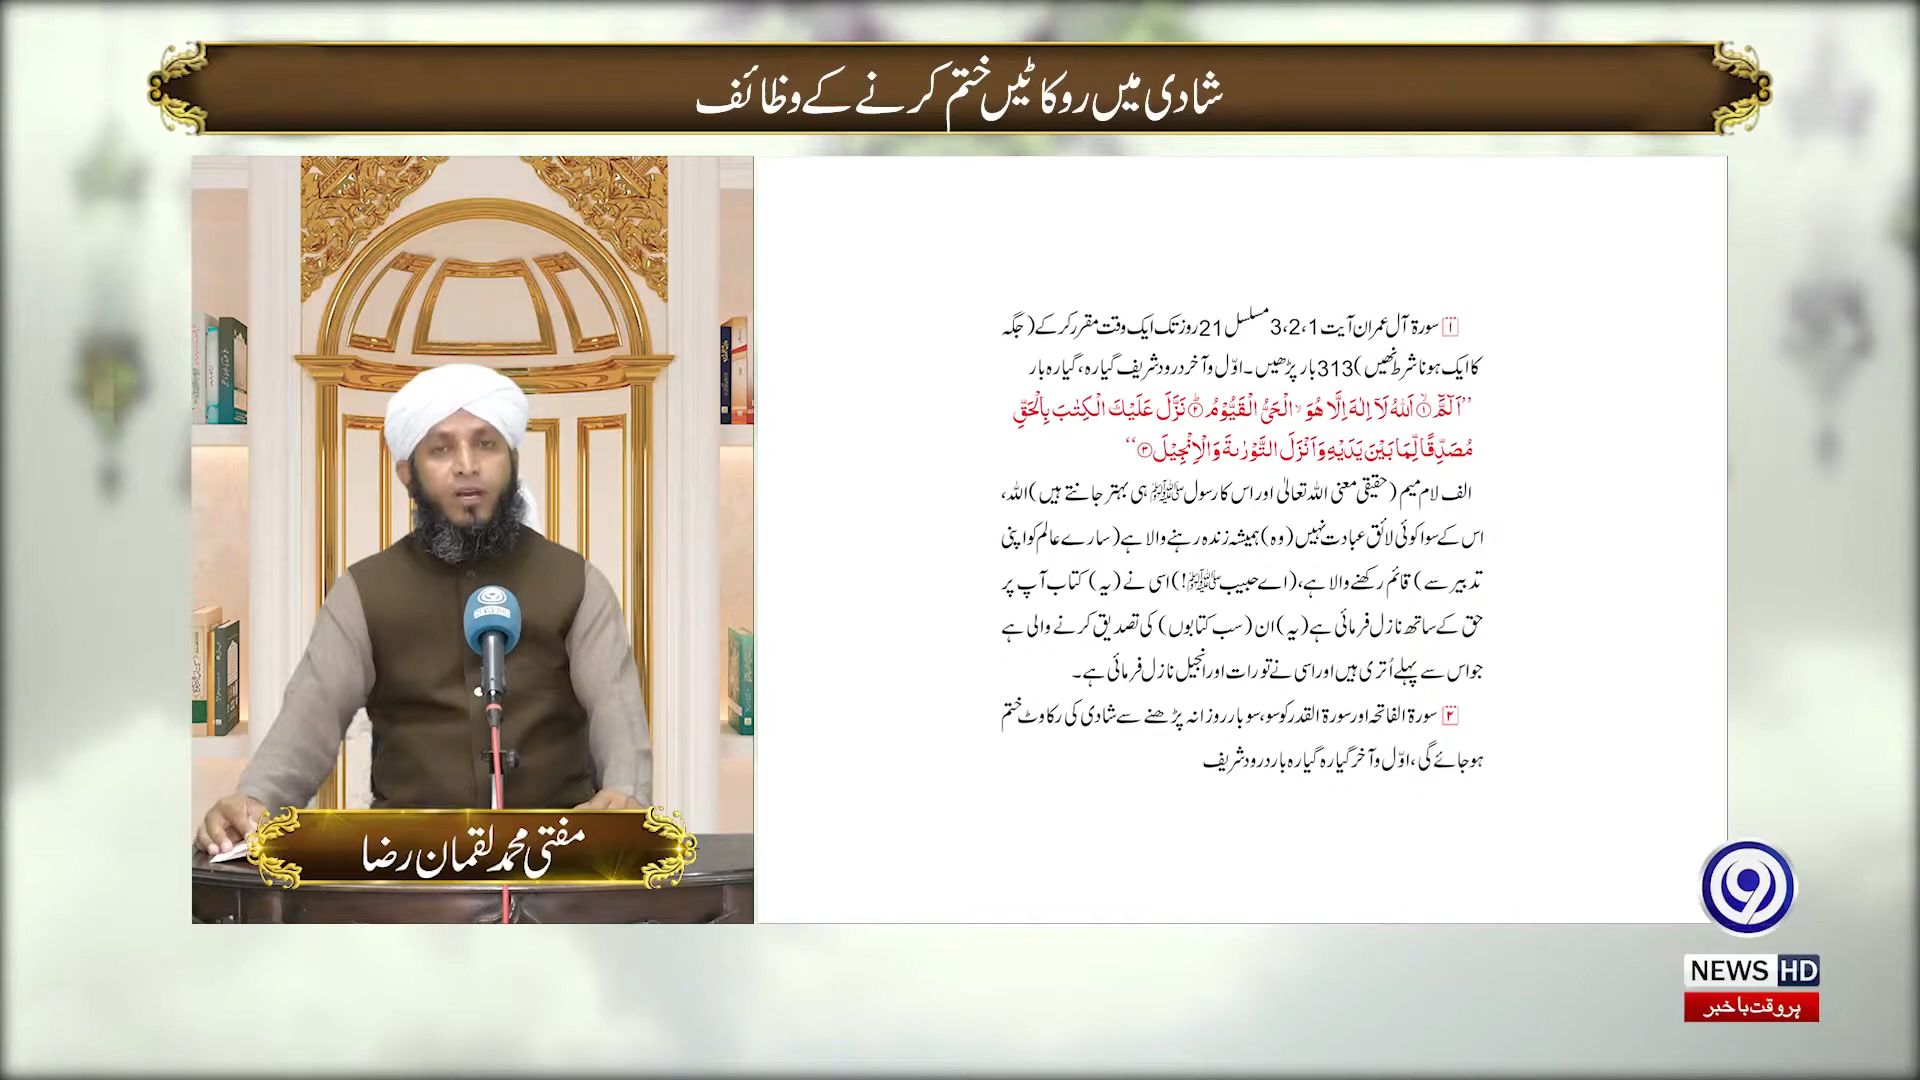 شادی میں روکاٹیں ختم کرنے کے وظائف
۱ سورۃ آل عمران آیت 3،2،1 مسلسل 21 روز تک ایک وقت مقرر کر کے (جگہ
کا ایک ہونا شرط نھیں) 313 بار پڑھیں۔ اوّل و آخر درود شریف گیارہ، گیارہ بار
’’الٓمَّٓ ۙ﴿۱﴾ اللهُ لَاۤ اِلٰهَ اِلَّا هُوَ ۙ الْحَیُّ الْقَیُّوْمُ ؕ﴿۲﴾ نَزَّلَ عَلَیْكَ الْكِتٰبَ بِالْحَقِّ
مُصَدِّقًا لِّمَا بَیْنَ یَدَیْهِ وَ اَنْزَلَ التَّوْرٰىةَ وَ الْاِنْجِیْلَ ﴿۳﴾‘‘
الف لام میم (حقیقی معنی اللہ تعالیٰ اور اس کا رسول ﷺ ہی بہتر جانتے ہیں) اللہ،
اس کے سوا کوئی لائق عبادت نہیں (وہ) ہمیشہ زندہ رہنے والا ہے (سارے عالم کو اپنی
تدبیر سے) قائم رکھنے والا ہے، (اے حبیب ﷺ!) اسی نے (یہ) کتاب آپ پر
حق کے ساتھ نازل فرمائی ہے (یہ) ان (سب کتابوں) کی تصدیق کرنے والی ہے
جو اس سے پہلے اُتری ہیں اور اسی نے تورات اور انجیل نازل فرمائی ہے۔
۲ سورۃ الفاتحہ اور سورۃ القدر کو سو، سو بار روزانہ پڑھنے سے شادی کی رکاوٹ ختم
ہو جائے گی، اوّل و آخر گیارہ گیارہ بار درود شریف
مفتی محمد لقمان رضا
NEWS
9
NEWS HD
ہر وقت باخبر